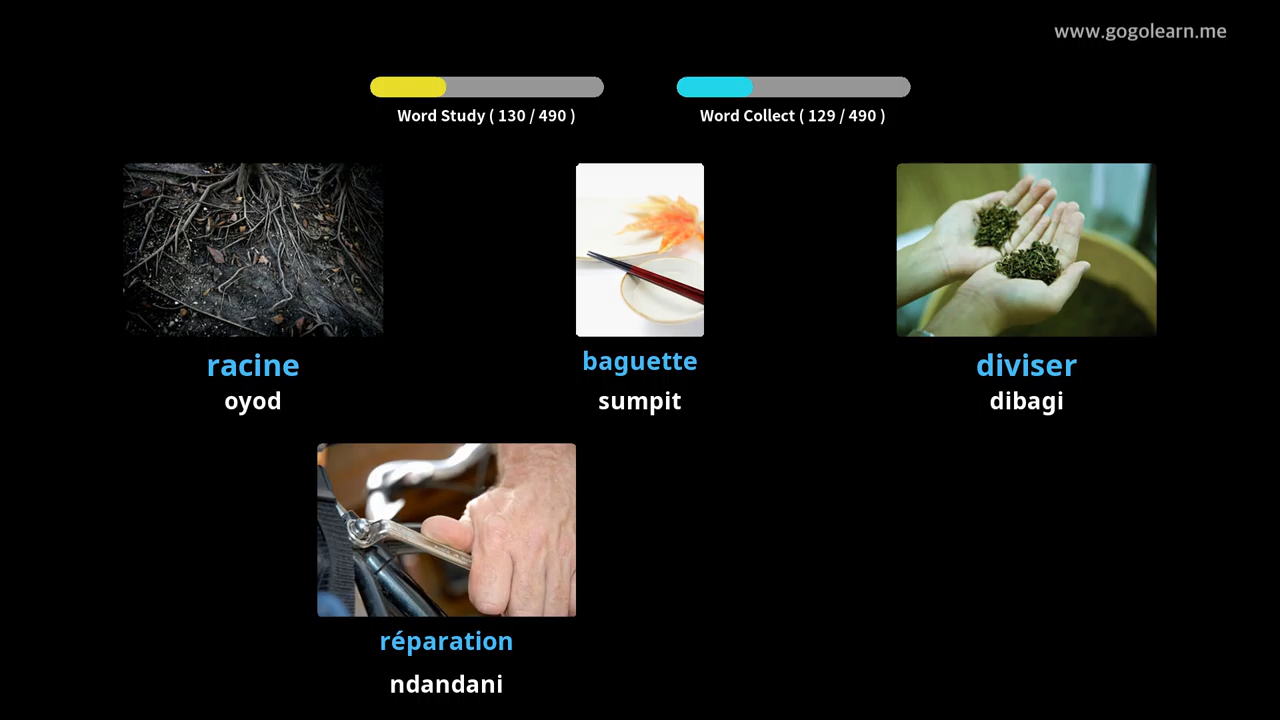 www.gogolearn.me
Word Study ( 130 / 490 )
Word Collect ( 129 / 490 )
racine
oyod
baguette
sumpit
diviser
dibagi
réparation
ndandani